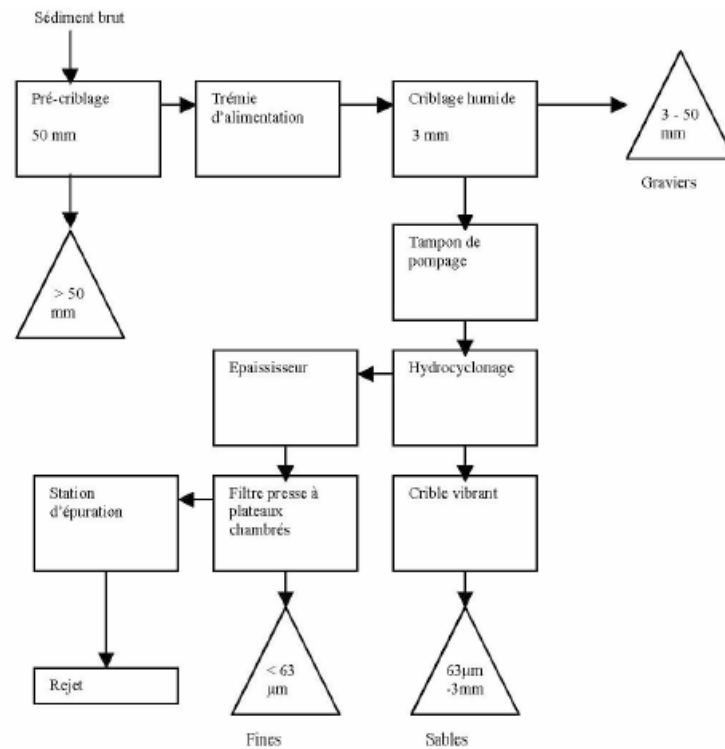 Sédiment brut
Pré-criblage
50 mm
Trémie
d'alimentation
Criblage humide
3 mm
3 - 50
mm
Graviers
> 50
mm
Tampon de
pompage
Epaississeur
Hydrocyclonage
Station
d'épuration
Filtre presse à
plateaux
chambrés
Crible vibrant
Rejet
< 63
µm
Fines
63µm
-3mm
Sables